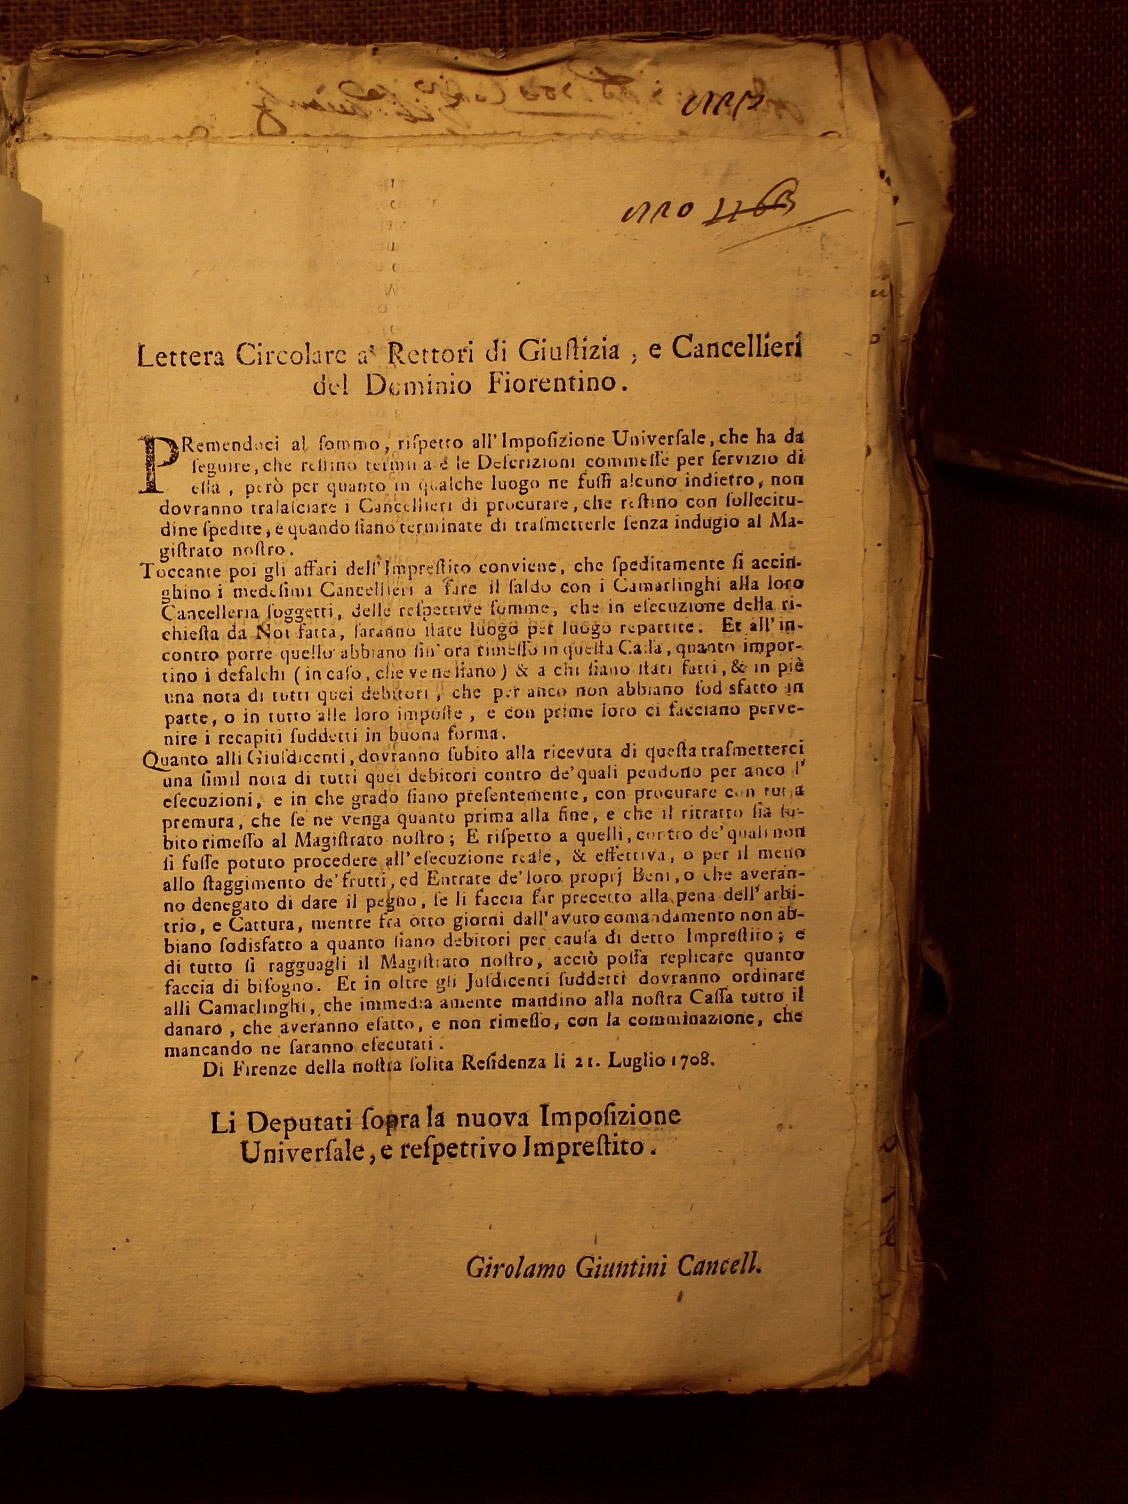 Lettera Circolare a' Rettori di Giuſtizia, e Cancellieri
del Dominio Fiorentino.
PRemendoci al ſommo, riſpetto all'Impoſizione Univerſale, che ha da
ſeguire, che reſtino terminate le Deſcrizioni commeſſe per ſervizio di
eſſa, però per quanto in qualche luogo ne fuſſi alcuno indietro, non
dovranno tralaſciare i Cancellieri di procurare, che reſtino con ſollecitu-
dine ſpedite, e quando ſiano terminate di traſmetterle ſenza indugio al Ma-
giſtrato noſtro.
Toccante poi gli affari dell'Impreſtito conviene, che ſpeditamente ſi accin-
ghino i medeſimi Cancellieri a fare il ſaldo con i Camarlinghi alla loro
Cancelleria ſoggetti, delle reſpettive ſomme, che in eſecuzione della ri-
chieſta da Noi fatta, ſaranno ſtate luogo per luogo repartite. Et all'in-
contro porre quello abbiano ſin'ora rimeſſo in queſta Caſſa, quanto impor-
tino i defalchi (in caſo, che ve ne ſiano) & a chi ſiano ſtati fatti, & in piè
una nota di tutti quei debitori, che per anco non abbiano ſodisfatto in
parte, o in tutto alle loro impoſte, e con prime loro ci facciano perve-
nire i recapiti ſuddetti in buona forma.
Quanto alli Giuſdicenti, dovranno ſubito alla ricevuta di queſta traſmetterci
una ſimil nota di tutti quei debitori contro de'quali pendono per anco l'
eſecuzioni, e in che grado ſiano preſentemente, con procurare con tutta
premura, che ſe ne venga quanto prima alla fine, e che il ritratto ſia ſu-
bito rimeſſo al Magiſtrato noſtro; E riſpetto a quelli, contro de'quali non
ſi fuſſe potuto procedere all'eſecuzione reale, & effettiva, o per il meno
allo ſtaggimento de'frutti, ed Entrate de'loro proprj Beni, o che averan-
no denegato di dare il pegno, ſe li faccia far precetto alla pena dell'arbi-
trio, e Cattura, mentre fra otto giorni dall'avuto comandamento non ab-
biano ſodisfatto a quanto ſiano debitori per cauſa di detto Impreſtito; e
di tutto ſi ragguagli il Magiſtrato noſtro, acciò poſſa replicare quanto
faccia di biſogno. Et in oltre gli Juſdicenti ſuddetti dovranno ordinare
alli Camarlinghi, che immediatamente mandino alla noſtra Caſſa tutto il
danaro, che averanno eſatto, e non rimeſſo, con la comminazione, che
mancando ne ſaranno eſecutati.
Di Firenze della noſtra ſolita Reſidenza li 21. Luglio 1708.
Li Deputati ſopra la nuova Impoſizione
Univerſale, e reſpettivo Impreſtito.
Girolamo Giuntini Cancell.